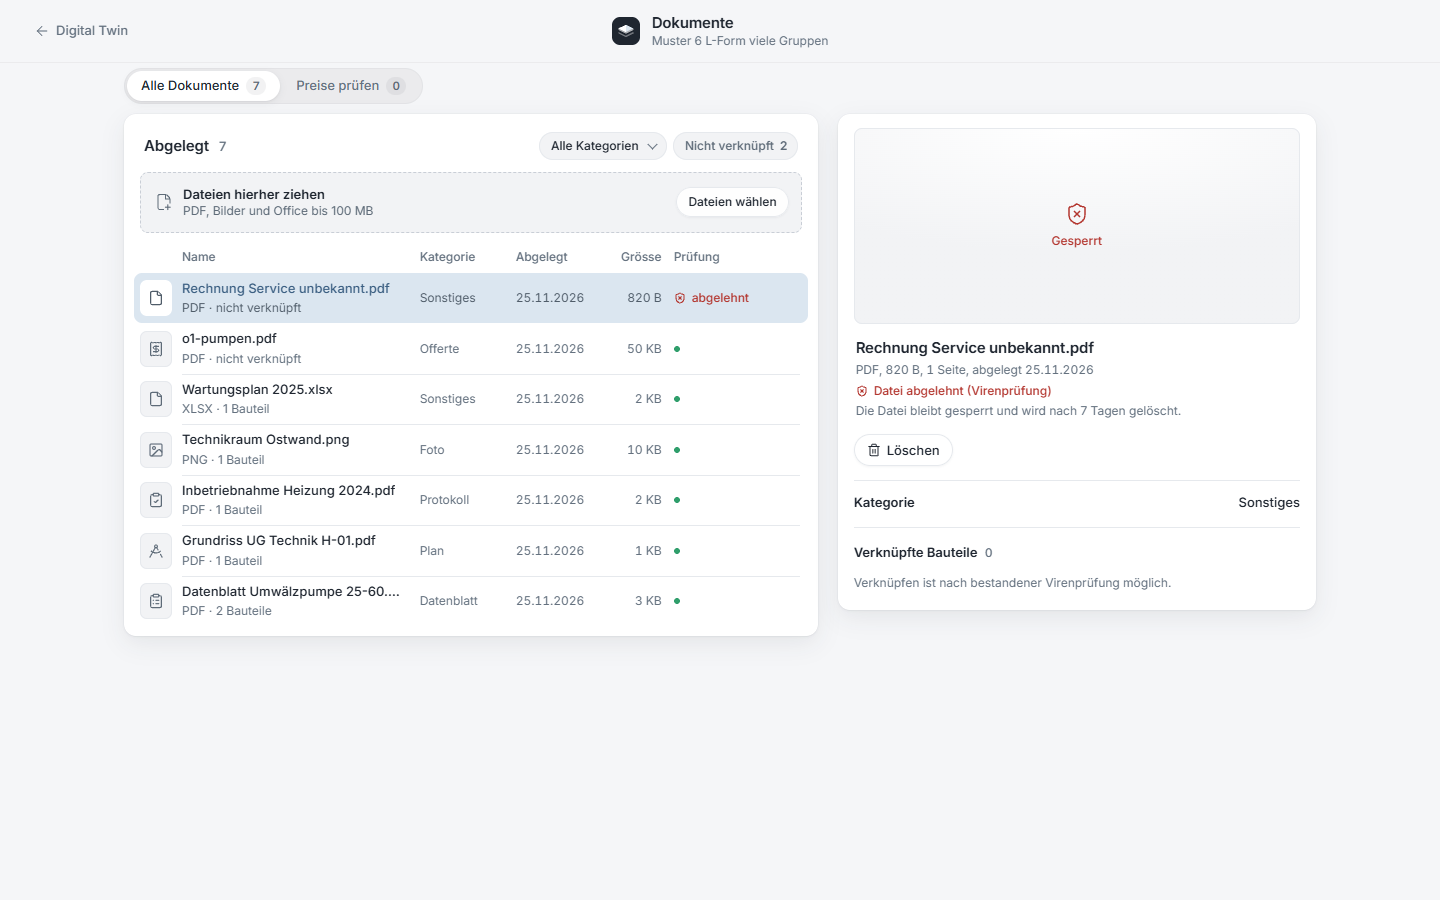 Digital Twin
Dokumente
Muster 6 L-Form viele Gruppen
Alle Dokumente 7
Preise prüfen 0
Abgelegt 7
Alle Kategorien
Nicht verknüpft 2
Dateien hierher ziehen
PDF, Bilder und Office bis 100 MB
Dateien wählen
Name Kategorie Abgelegt Grösse Prüfung
Rechnung Service unbekannt.pdf
PDF · nicht verknüpft
Sonstiges 25.11.2026 820 B abgelehnt
o1-pumpen.pdf
PDF · nicht verknüpft
Offerte 25.11.2026 50 KB
Wartungsplan 2025.xlsx
XLSX · 1 Bauteil
Sonstiges 25.11.2026 2 KB
Technikraum Ostwand.png
PNG · 1 Bauteil
Foto 25.11.2026 10 KB
Inbetriebnahme Heizung 2024.pdf
PDF · 1 Bauteil
Protokoll 25.11.2026 2 KB
Grundriss UG Technik H-01.pdf
PDF · 1 Bauteil
Plan 25.11.2026 1 KB
Datenblatt Umwälzpumpe 25-60....
PDF · 2 Bauteile
Datenblatt 25.11.2026 3 KB
Gesperrt
Rechnung Service unbekannt.pdf
PDF, 820 B, 1 Seite, abgelegt 25.11.2026
Datei abgelehnt (Virenprüfung)
Die Datei bleibt gesperrt und wird nach 7 Tagen gelöscht.
Löschen
Kategorie Sonstiges
Verknüpfte Bauteile 0
Verknüpfen ist nach bestandener Virenprüfung möglich.